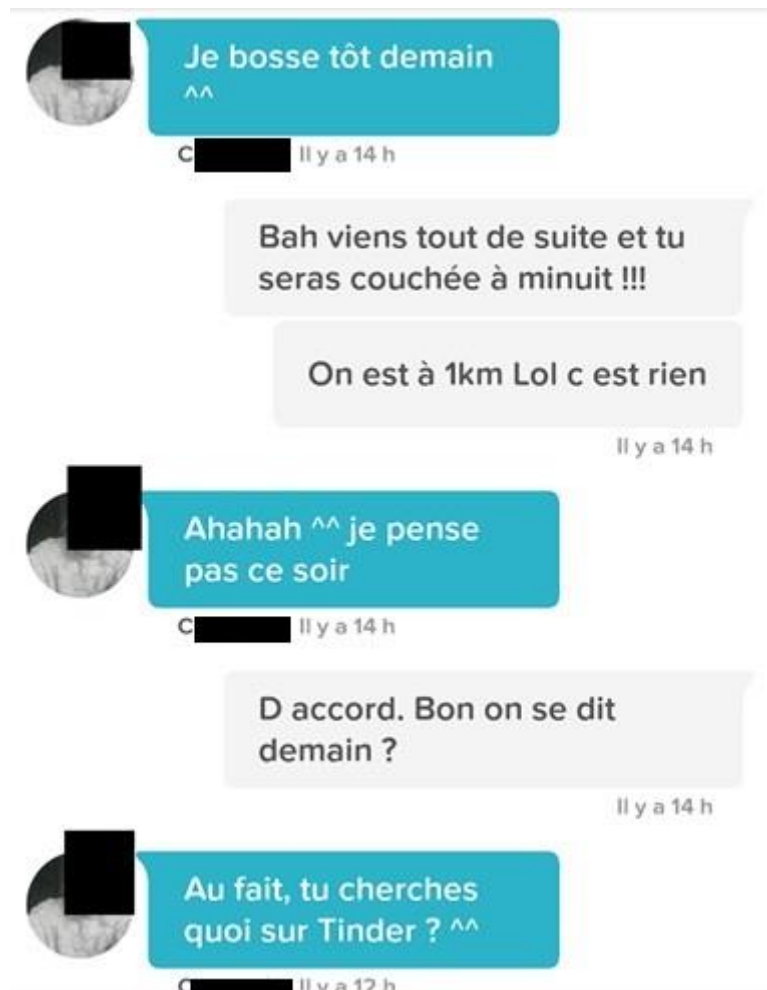 Je bosse tôt demain
^^
C Il y a 14 h
Bah viens tout de suite et tu
seras couchée à minuit !!!
On est à 1km Lol c est rien
Il y a 14 h
Ahahah ^^ je pense
pas ce soir
C Il y a 14 h
D accord. Bon on se dit
demain ?
Il y a 14 h
Au fait, tu cherches
quoi sur Tinder ? ^^
C Il y a 12 h